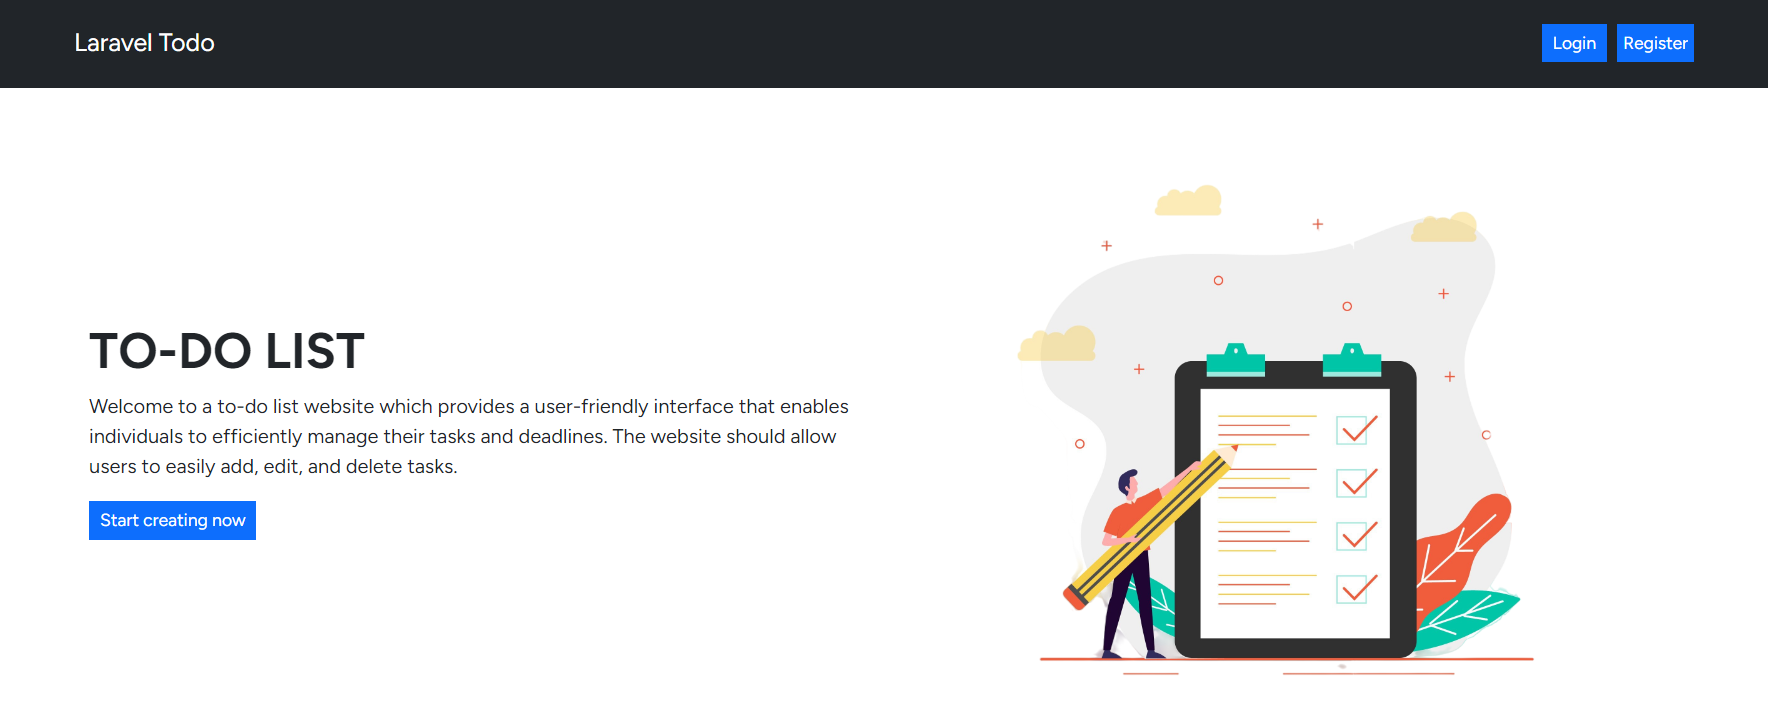 Laravel Todo
Login
Register
TO-DO LIST
Welcome to a to-do list website which provides a user-friendly interface that enables
individuals to efficiently manage their tasks and deadlines. The website should allow
users to easily add, edit, and delete tasks.
Start creating now